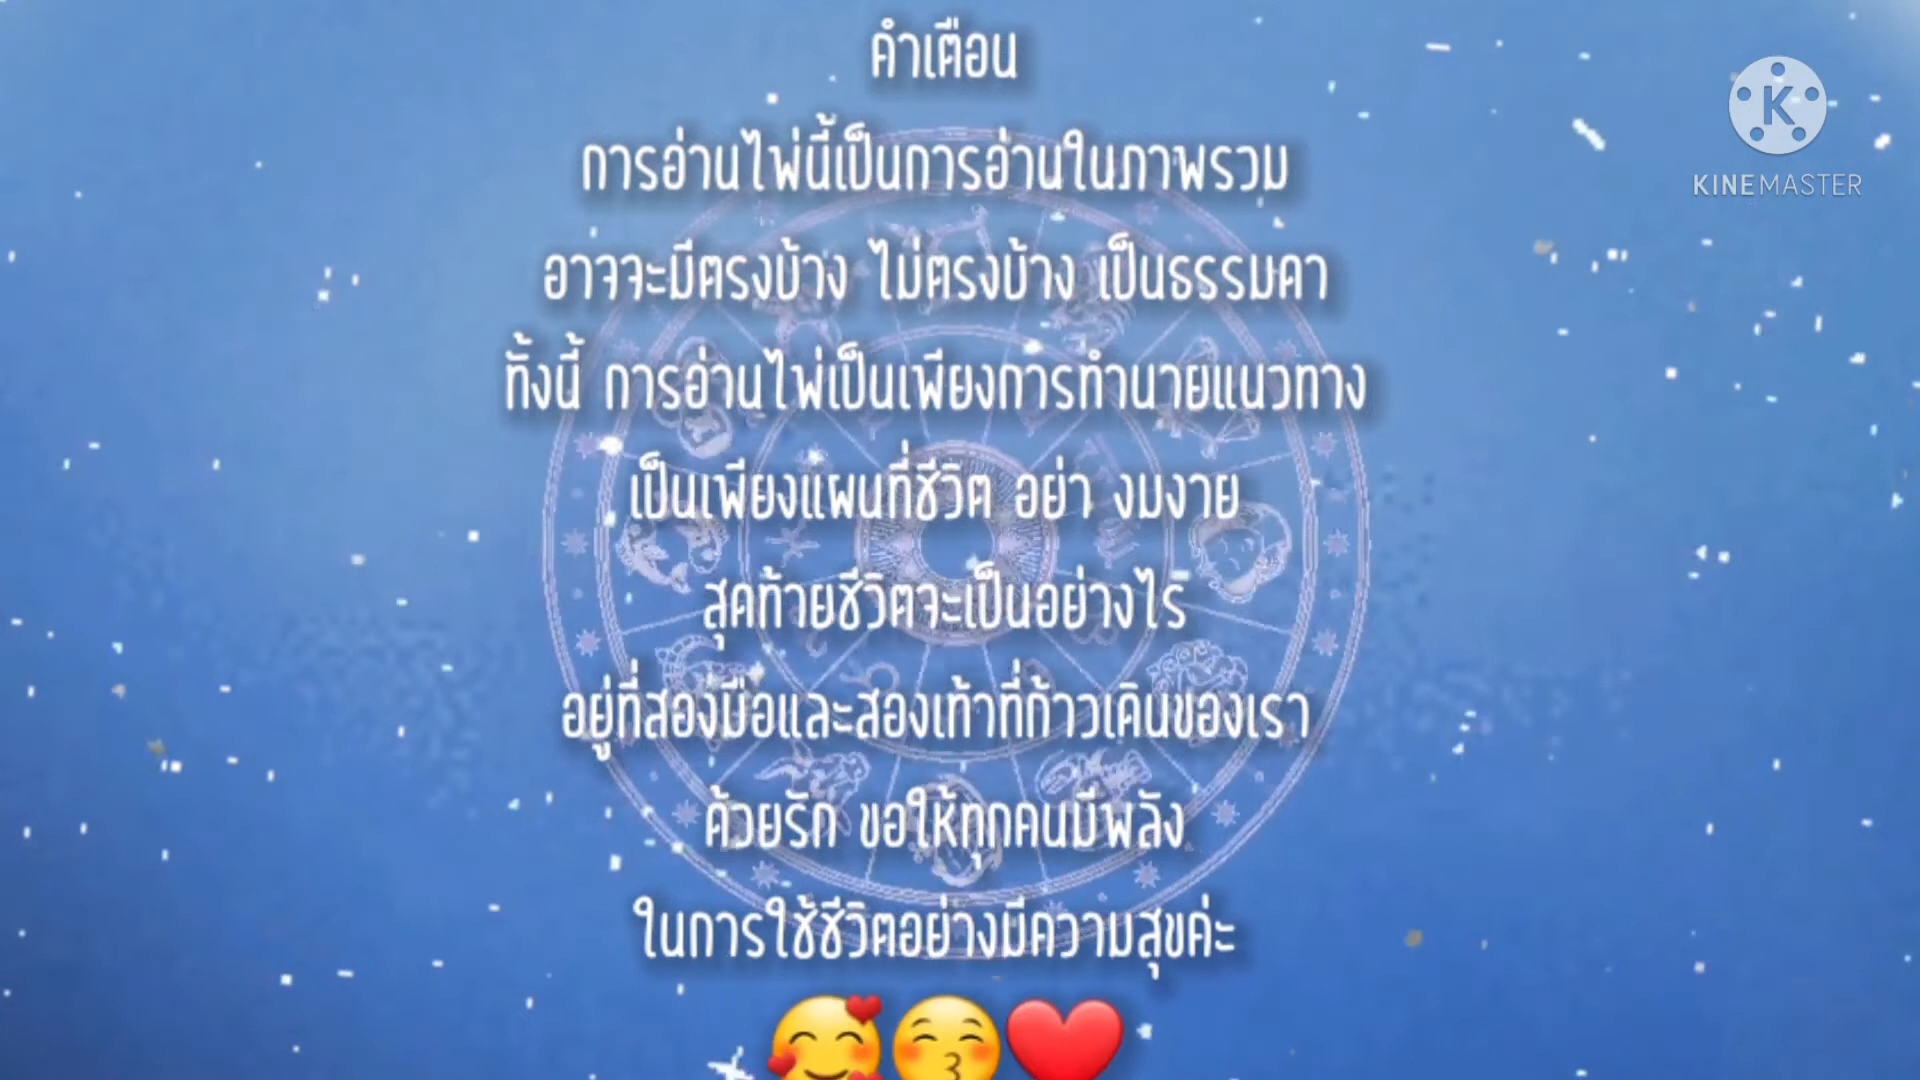 คำเตือน
การอ่านไพ่นี้เป็นการอ่านในภาพรวม
อาจจะมีตรงบ้าง ไม่ตรงบ้าง เป็นธรรมดา
ทั้งนี้ การอ่านไพ่เป็นเพียงการทำนายแนวทาง
เป็นเพียงแผนที่ชีวิต อย่า งมงาย
สุดท้ายชีวิตจะเป็นอย่างไร
อยู่ที่สองมือและสองเท้าที่ก้าวเดินของเรา
ด้วยรัก ขอให้ทุกคนมีพลัง
ในการใช้ชีวิตอย่างมีความสุขค่ะ
K
KINEMASTER